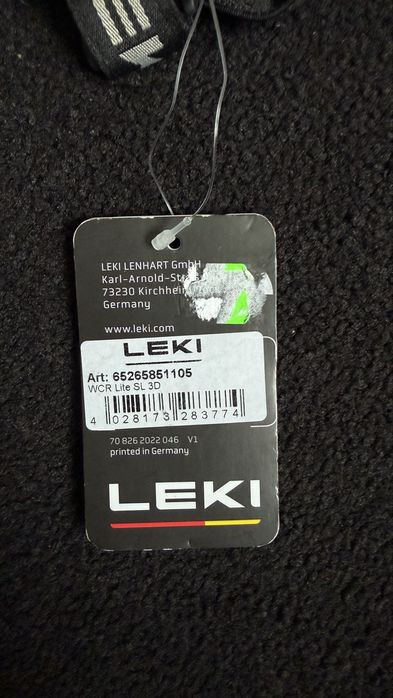 LEKI LENHART GmbH
Karl-Arnold-Str
73230 Kirchhei
Germany
www.leki.com
LEKI
Art: 65265851105
WCR Lite SL 3D
4 028173 283774
70 826 2022 046 V1
printed in Germany
LEKI